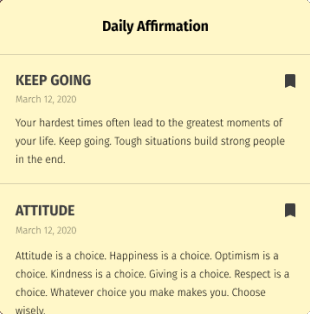 Daily Affirmation
KEEP GOING
March 12, 2020
Your hardest times often lead to the greatest moments of
your life. Keep going. Tough situations build strong people
in the end.
ATTITUDE
March 12, 2020
Attitude is a choice. Happiness is a choice. Optimism is a
choice. Kindness is a choice. Giving is a choice. Respect is a
choice. Whatever choice you make makes you. Choose
wisely.